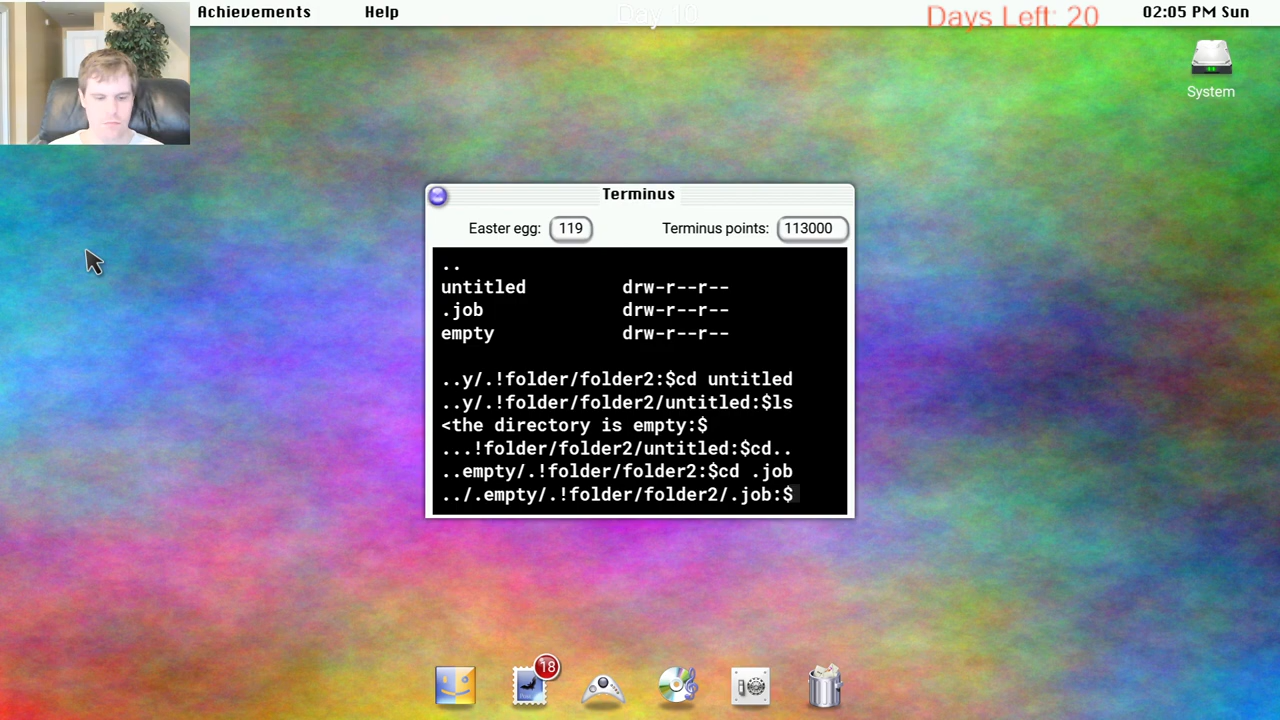 Achievements Help Day 10 Days Left: 20 02:05 PM Sun
System
Terminus
Easter egg: 119 Terminus points: 113000
..
untitled drw-r--r--
.job drw-r--r--
empty drw-r--r--
..y/.!folder/folder2:$cd untitled
..y/.!folder/folder2/untitled:$ls
<the directory is empty:$
...!folder/folder2/untitled:$cd..
..empty/.!folder/folder2:$cd .job
../.empty/.!folder/folder2/.job:$
18